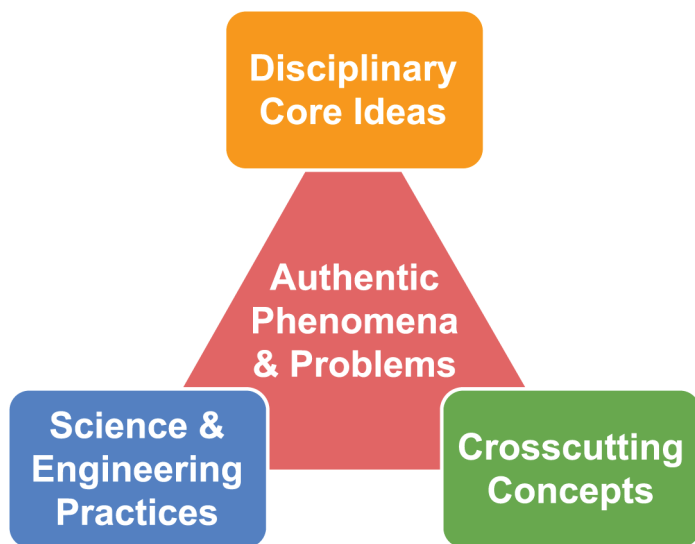 Disciplinary
Core Ideas
Authentic
Phenomena
& Problems
Science &
Engineering
Practices
Crosscutting
Concepts